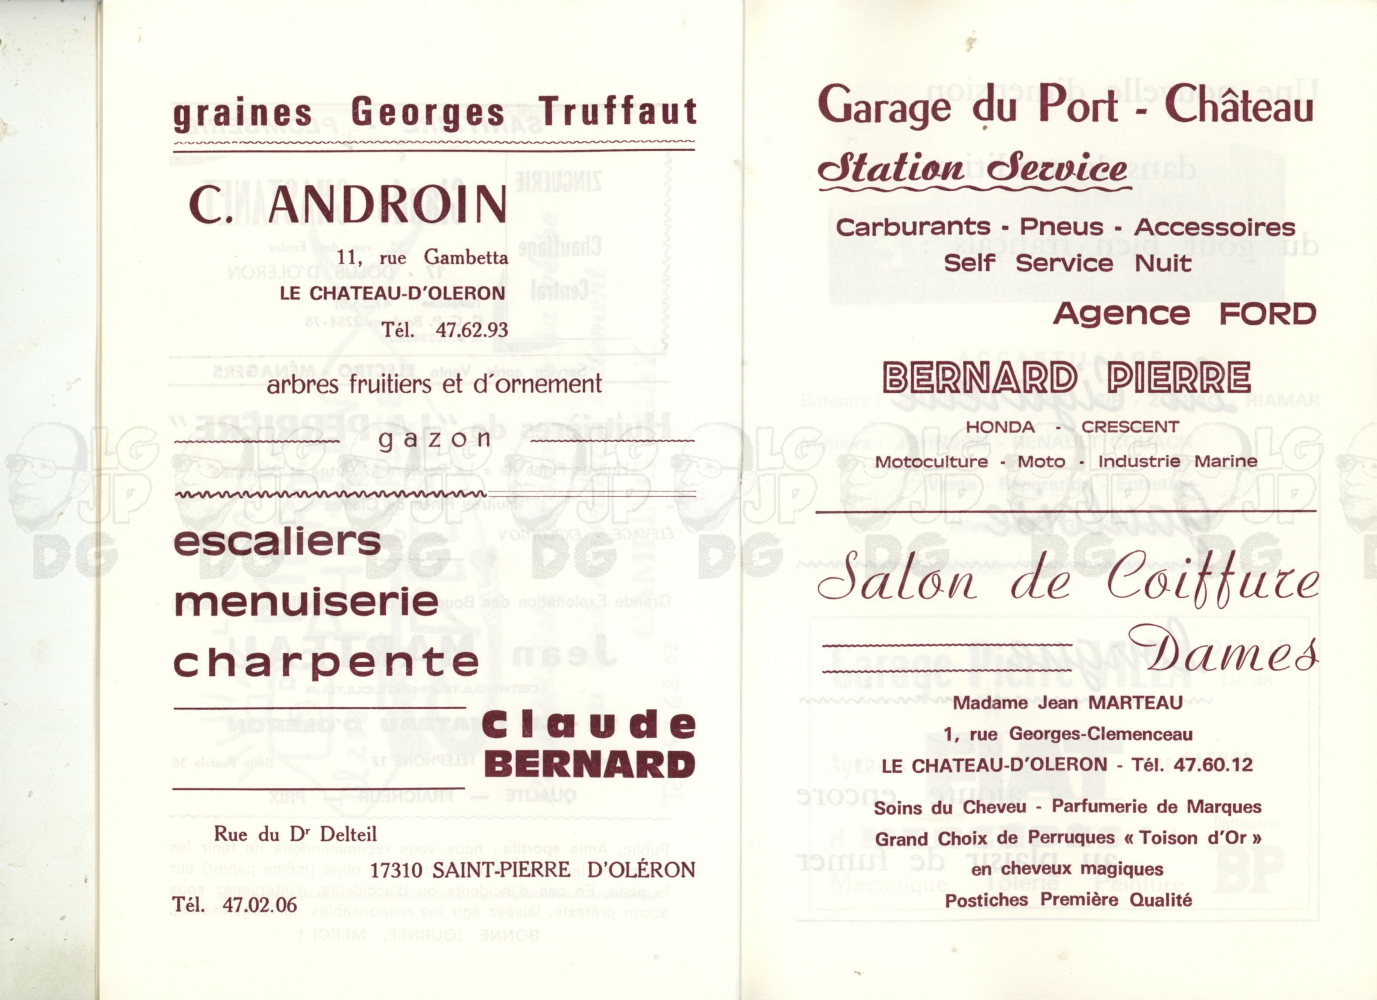 graines Georges Truffaut
C. ANDROIN
11, rue Gambetta
LE CHATEAU-D'OLERON
Tél. 47.62.93
arbres fruitiers et d'ornement
gazon
escaliers
menuiserie
charpente
Claude
BERNARD
Rue du Dr Delteil
17310 SAINT-PIERRE D'OLÉRON
Tél. 47.02.06
Garage du Port - Château
Station Service
Carburants - Pneus - Accessoires
Self Service Nuit
Agence FORD
BERNARD PIERRE
HONDA - CRESCENT
Motoculture - Moto - Industrie Marine
Salon de Coiffure
Dames
Madame Jean MARTEAU
1, rue Georges-Clemenceau
LE CHATEAU-D'OLERON - Tél. 47.60.12
Soins du Cheveu - Parfumerie de Marques
Grand Choix de Perruques « Toison d'Or »
en cheveux magiques
Postiches Première Qualité